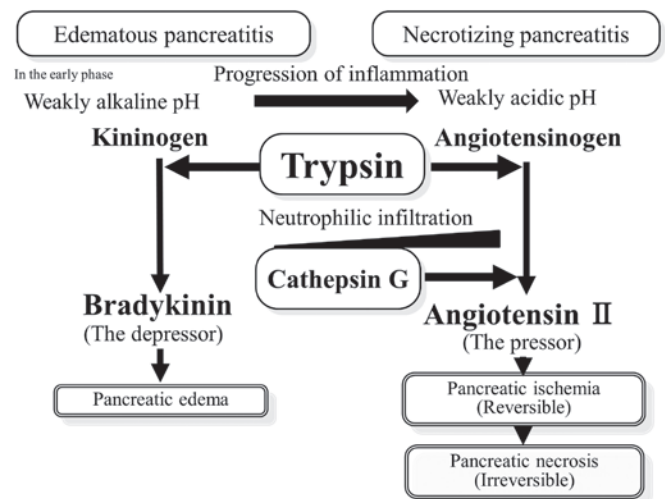 Edematous pancreatitis
Necrotizing pancreatitis
In the early phase
Progression of inflammation
Weakly alkaline pH
Weakly acidic pH
Kininogen
Angiotensinogen
Trypsin
Neutrophilic infiltration
Cathepsin G
Bradykinin
(The depressor)
Angiotensin Ⅱ
(The pressor)
Pancreatic edema
Pancreatic ischemia
(Reversible)
Pancreatic necrosis
(Irreversible)